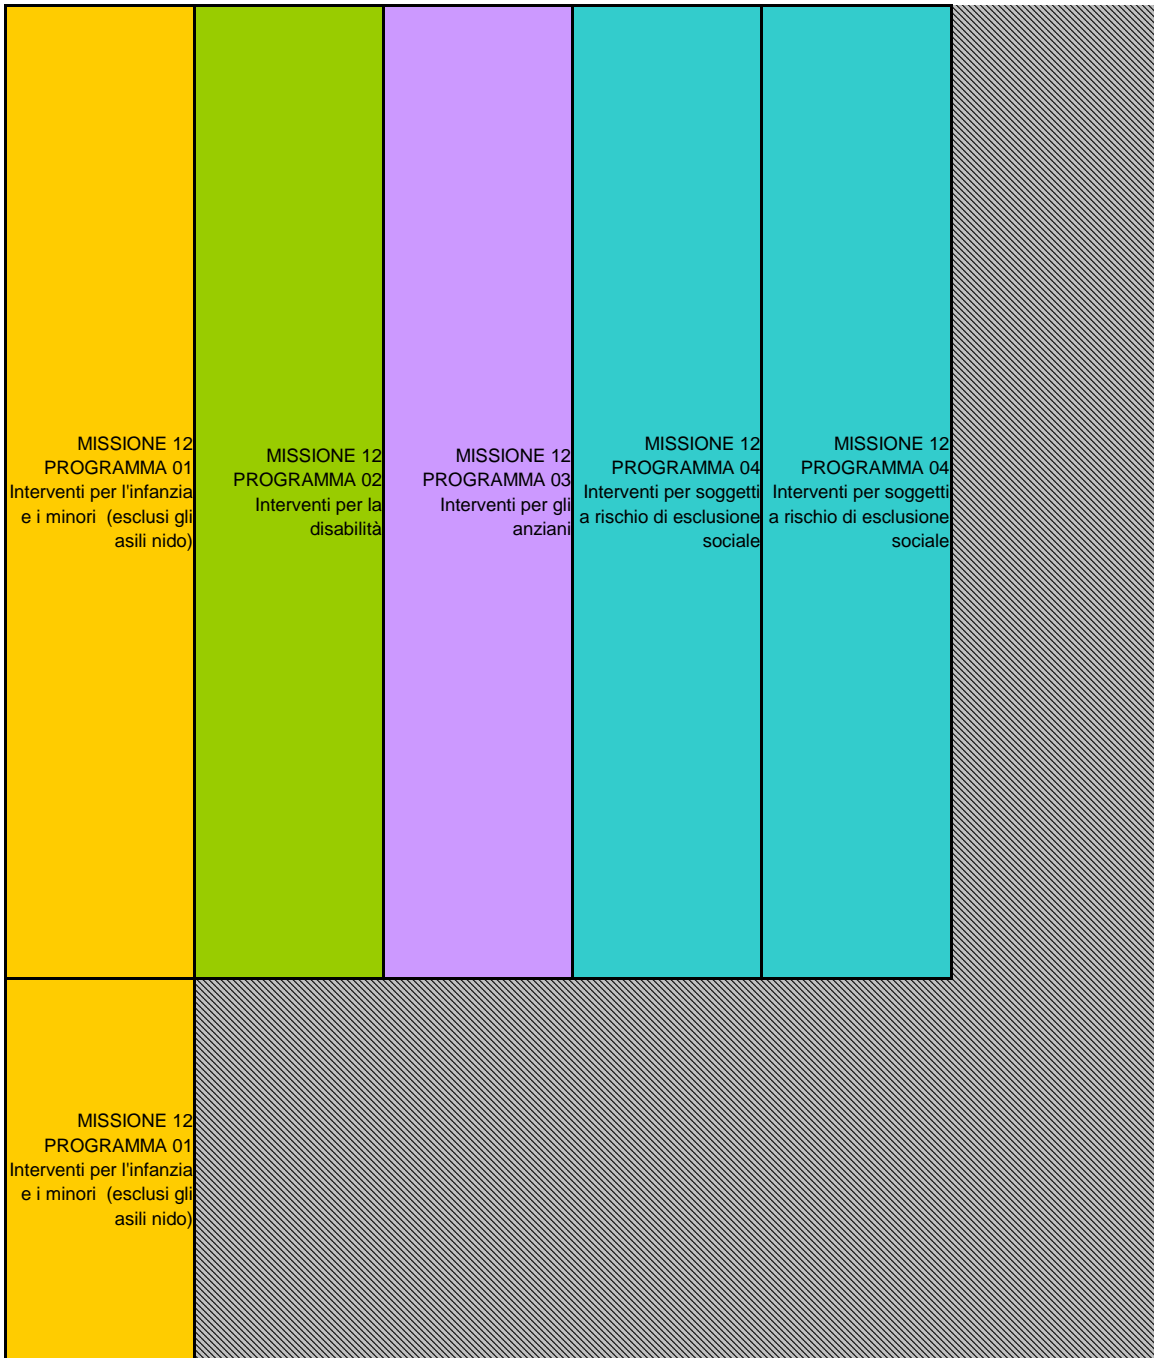 MISSIONE 12
PROGRAMMA 01
Interventi per l'infanzia
e i minori  (esclusi gli
asili nido)
MISSIONE 12
PROGRAMMA 02
Interventi per la
disabilità
MISSIONE 12
PROGRAMMA 03
Interventi per gli
anziani
MISSIONE 12
PROGRAMMA 04
Interventi per soggetti
a rischio di esclusione
sociale
MISSIONE 12
PROGRAMMA 04
Interventi per soggetti
a rischio di esclusione
sociale
MISSIONE 12
PROGRAMMA 01
Interventi per l'infanzia
e i minori  (esclusi gli
asili nido)